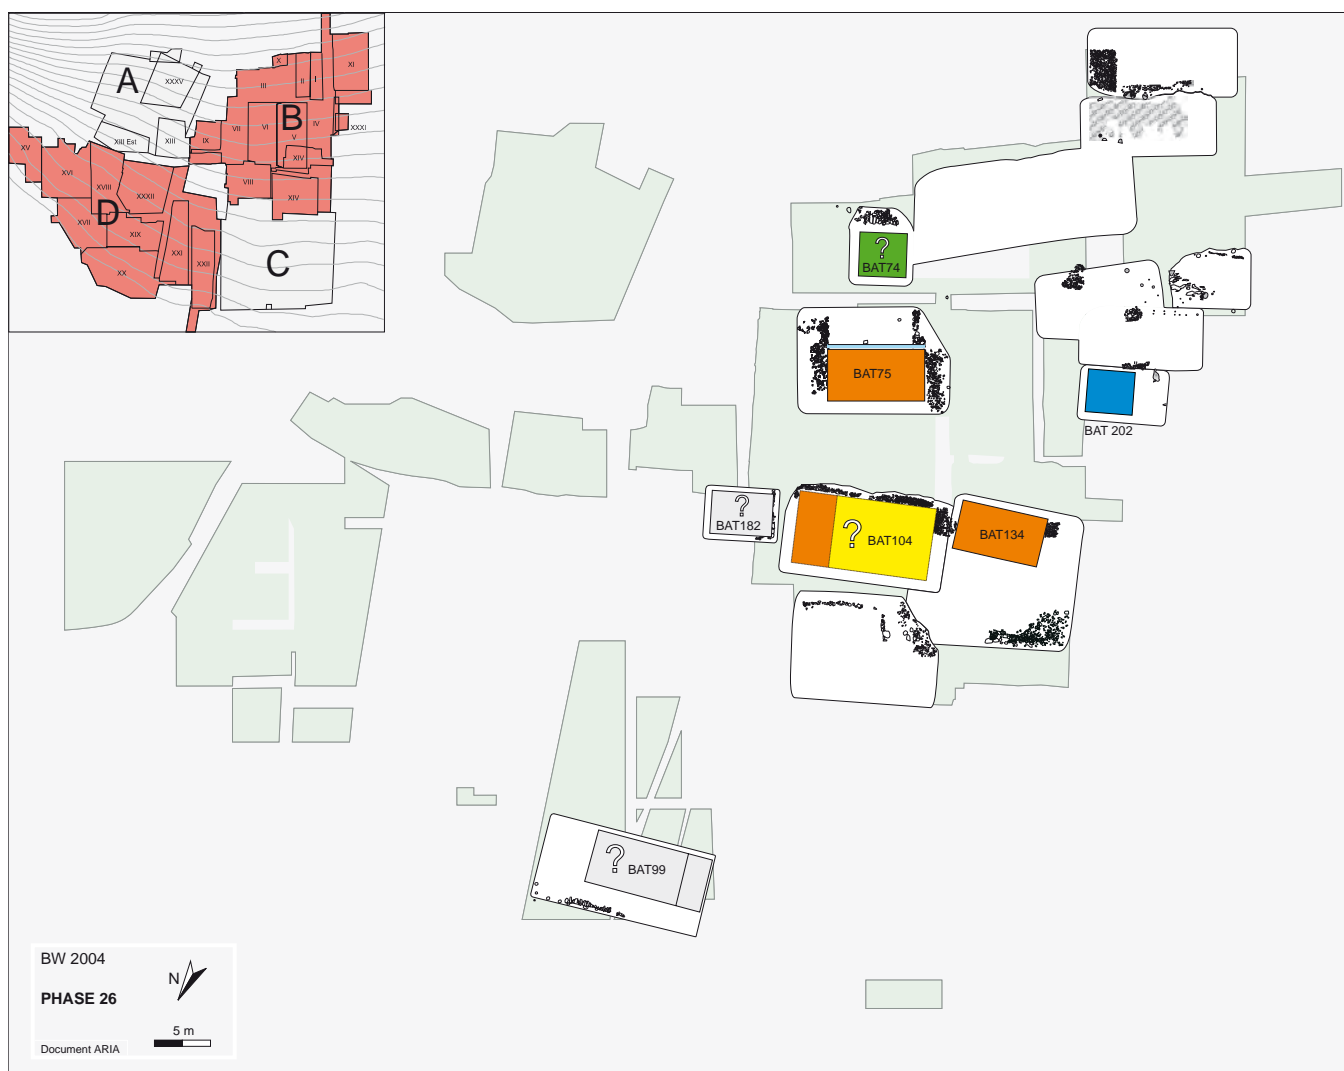 A
XXXV
X
XI
III
II
I
B
IV
V
VI
VII
IX
XXXI
XIII Est
XIII
XIV
XV
XVI
XVIII
XXXII
VIII
XIV
D
XVII
XIX
XXI
XXII
XX
C
?
BAT74
BAT75
BAT 202
?
BAT182
?
BAT104
BAT134
?
BAT99
BW 2004
N
PHASE 26
5 m
Document ARIA